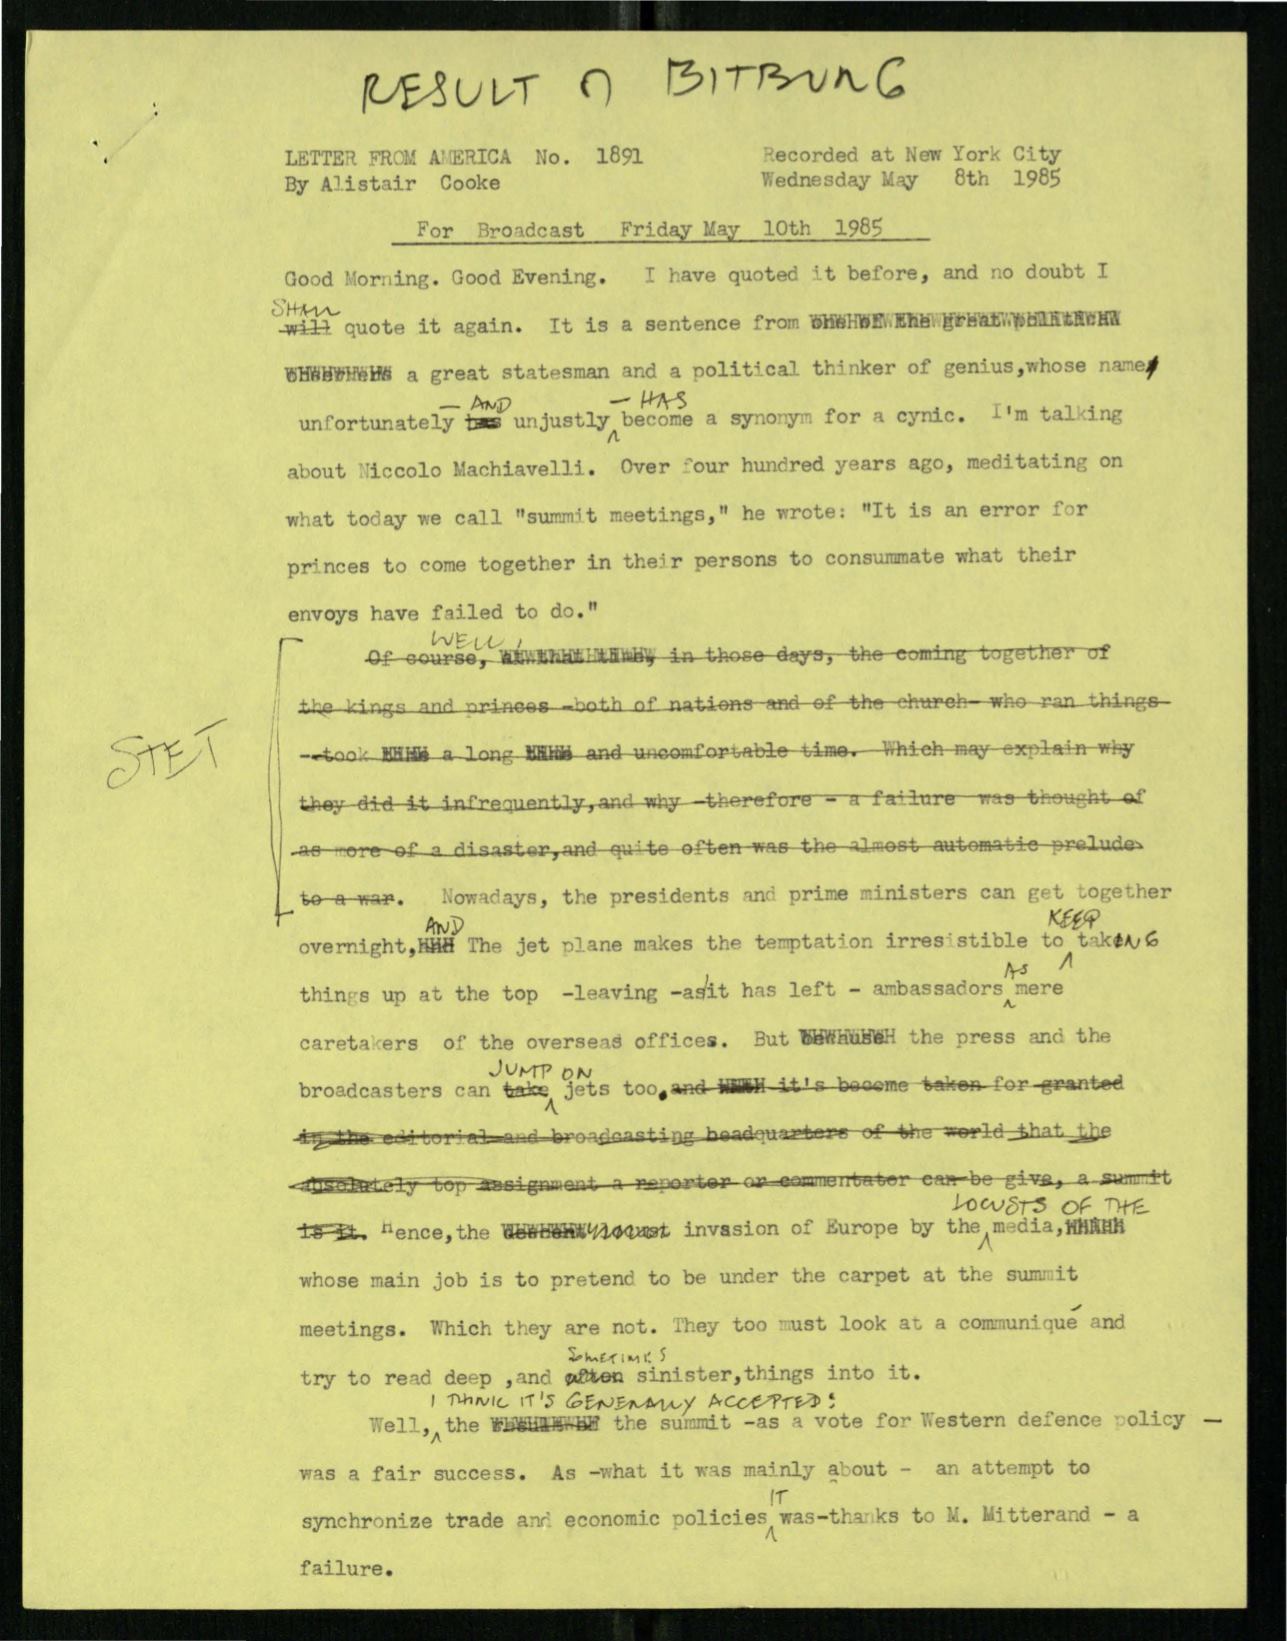 RESULT OF BITBURG
LETTER FROM AMERICA No. 1891 Recorded at New York City
By Alistair Cooke Wednesday May 8th 1985
For Broadcast Friday May 10th 1985
Good Morning. Good Evening. I have quoted it before, and no doubt I
SHALL
will quote it again. It is a sentence from one of the great political
observers a great statesman and a political thinker of genius,whose name
— AND — HAS
unfortunately has unjustly become a synonym for a cynic. I'm talking
about Niccolo Machiavelli. Over four hundred years ago, meditating on
what today we call "summit meetings," he wrote: "It is an error for
princes to come together in their persons to consummate what their
envoys have failed to do."
WELL,
Of course, in those days, the coming together of
the kings and princes -both of nations and of the church- who ran things
STET
--took a long and uncomfortable time. Which may explain why
they did it infrequently,and why -therefore - a failure was thought of
as more of a disaster,and quite often was the almost automatic prelude
to a war. Nowadays, the presidents and prime ministers can get together
AND KEEP
overnight, The jet plane makes the temptation irresistible to takING
AS
things up at the top -leaving -as it has left - ambassadors mere
caretakers of the overseas offices. But because the press and the
JUMP ON
broadcasters can take jets too.and it's become taken for granted
in the editorial and broadcasting headquarters of the world that the
absolutely top assignment a reporter or commentator can be give, a summit
LOCUSTS OF THE
is it. Hence,the locust invasion of Europe by the media,
whose main job is to pretend to be under the carpet at the summit
meetings. Which they are not. They too must look at a communiqué and
SOMETIMES
try to read deep ,and often sinister,things into it.
I THINK IT'S GENERALLY ACCEPTED:
Well, the the summit -as a vote for Western defence policy —
was a fair success. As -what it was mainly about - an attempt to
IT
synchronize trade and economic policies was-thanks to M. Mitterand - a
failure.